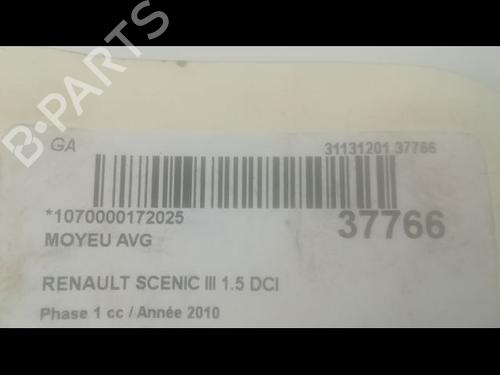 B-PARTS
GA
31131201 37766
*1070000172025
37766
MOYEU AVG
RENAULT SCENIC III 1.5 DCI
Phase 1 cc / Année 2010